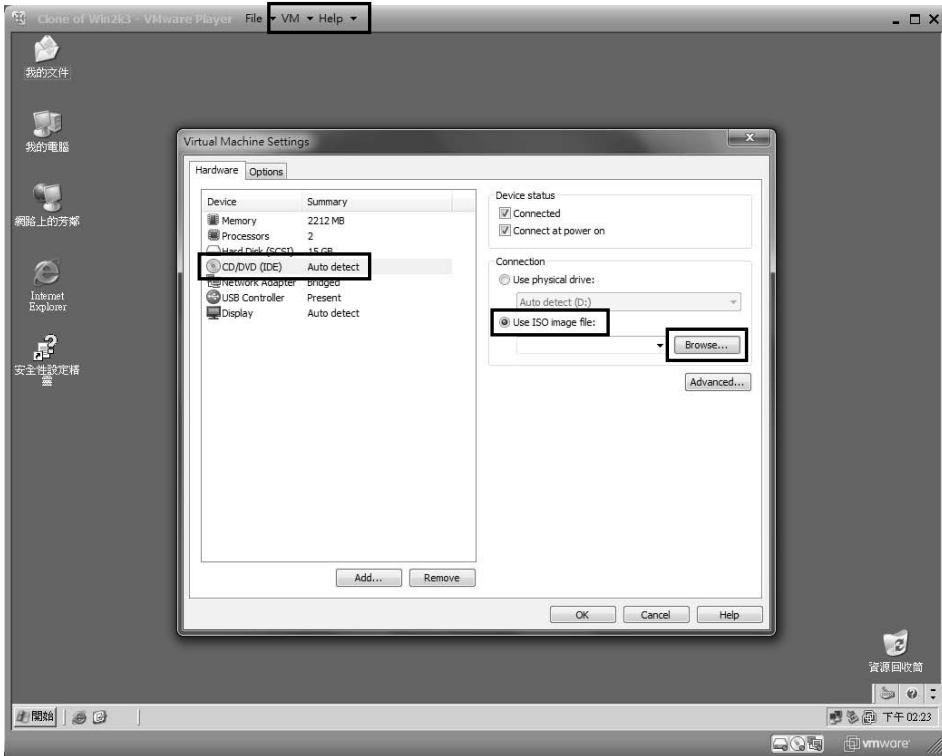 Clone of Win2k3 - VMware Player File VM Help
我的文件
我的電腦
網路上的芳鄰
Internet
Explorer
安全性設定精
靈
Virtual Machine Settings
Hardware Options
Device Summary
Memory 2212 MB
Processors 2
Hard Disk (SCSI) 15 GB
CD/DVD (IDE) Auto detect
Network Adapter Bridged
USB Controller Present
Display Auto detect
Add... Remove
Device status
Connected
Connect at power on
Connection
Use physical drive:
Auto detect (D:)
Use ISO image file:
Browse...
Advanced...
OK Cancel Help
資源回收筒
開始
下午 02:23
vmware